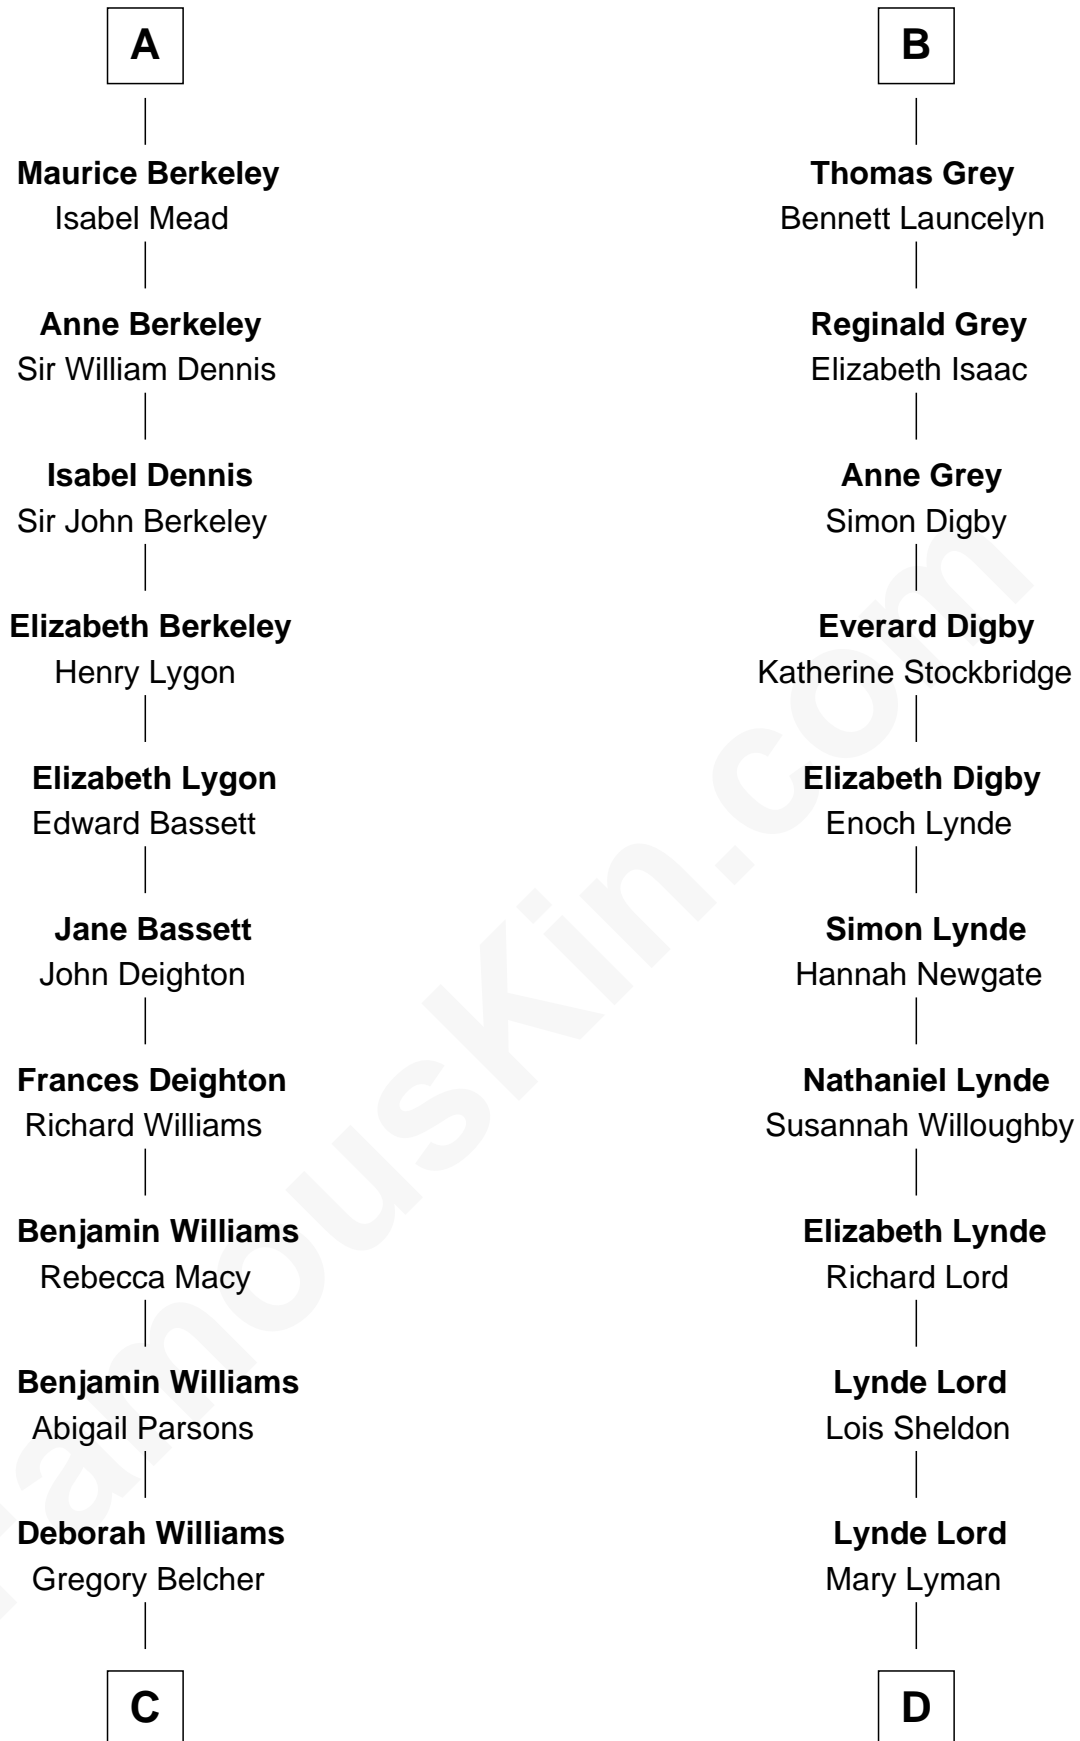 A
Maurice Berkeley
Isabel Mead
Anne Berkeley
Sir William Dennis
Isabel Dennis
Sir John Berkeley
Elizabeth Berkeley
Henry Lygon
Elizabeth Lygon
Edward Bassett
Jane Bassett
John Deighton
Frances Deighton
Richard Williams
Benjamin Williams
Rebecca Macy
Benjamin Williams
Abigail Parsons
Deborah Williams
Gregory Belcher
C
B
Thomas Grey
Bennett Launcelyn
Reginald Grey
Elizabeth Isaac
Anne Grey
Simon Digby
Everard Digby
Katherine Stockbridge
Elizabeth Digby
Enoch Lynde
Simon Lynde
Hannah Newgate
Nathaniel Lynde
Susannah Willoughby
Elizabeth Lynde
Richard Lord
Lynde Lord
Lois Sheldon
Lynde Lord
Mary Lyman
D
FamousKin.com